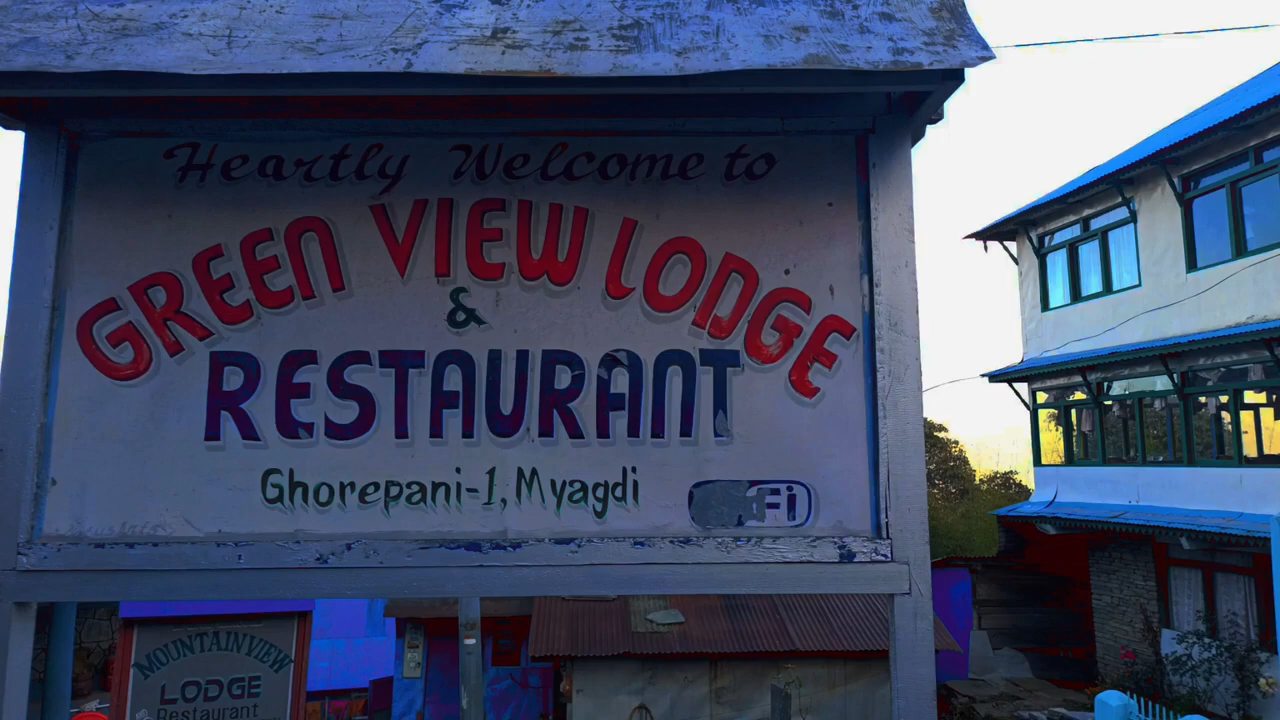 Heartly Welcome to
GREEN VIEW LODGE
&
RESTAURANT
Ghorepani-1, Myagdi
Fi
MOUNTAINVIEW
LODGE
Restaurant